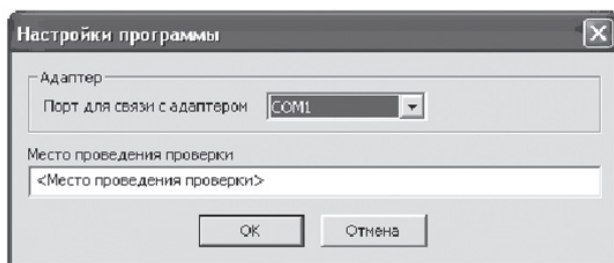 Настройки программы
Адаптер
Порт для связи с адаптером COM1
Место проведения проверки
<Место проведения проверки>
OK Отмена